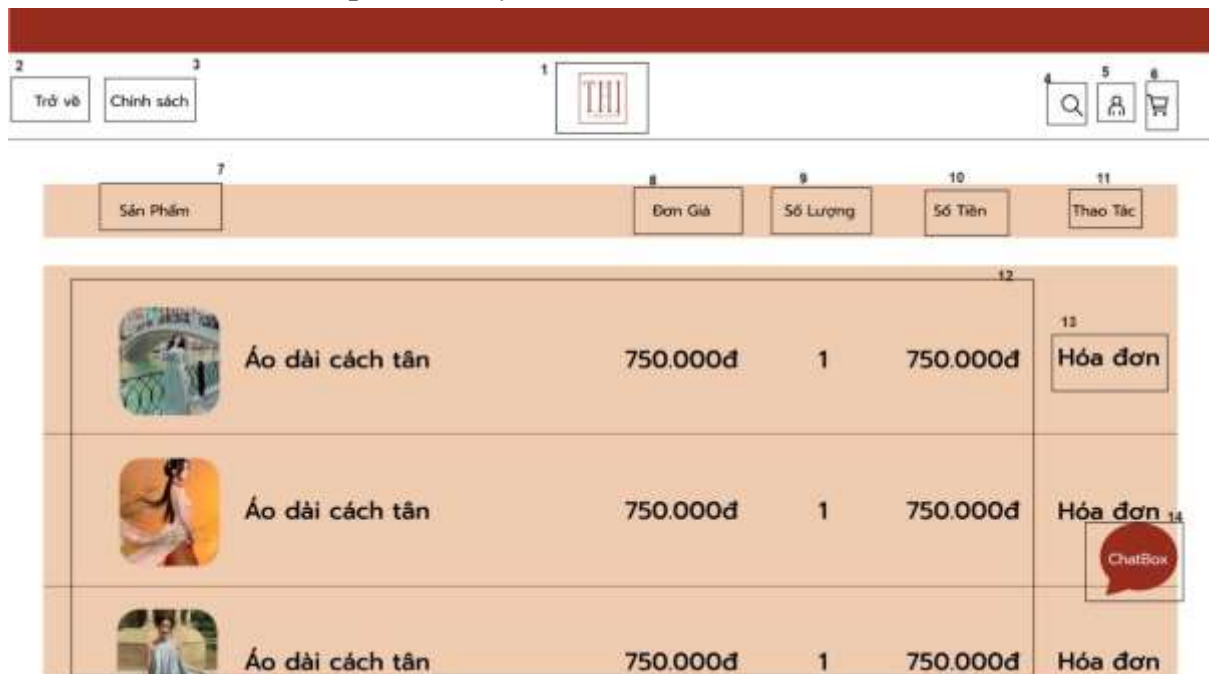 2 3 1 4 5 6
Trở về Chính sách THI
7 8 9 10 11
Sản Phẩm Đơn Giá Số Lượng Số Tiền Thao Tác
12
13
Áo dài cách tân 750.000đ 1 750.000đ Hóa đơn
Áo dài cách tân 750.000đ 1 750.000đ Hóa đơn
14
ChatBox
Áo dài cách tân 750.000đ 1 750.000đ Hóa đơn